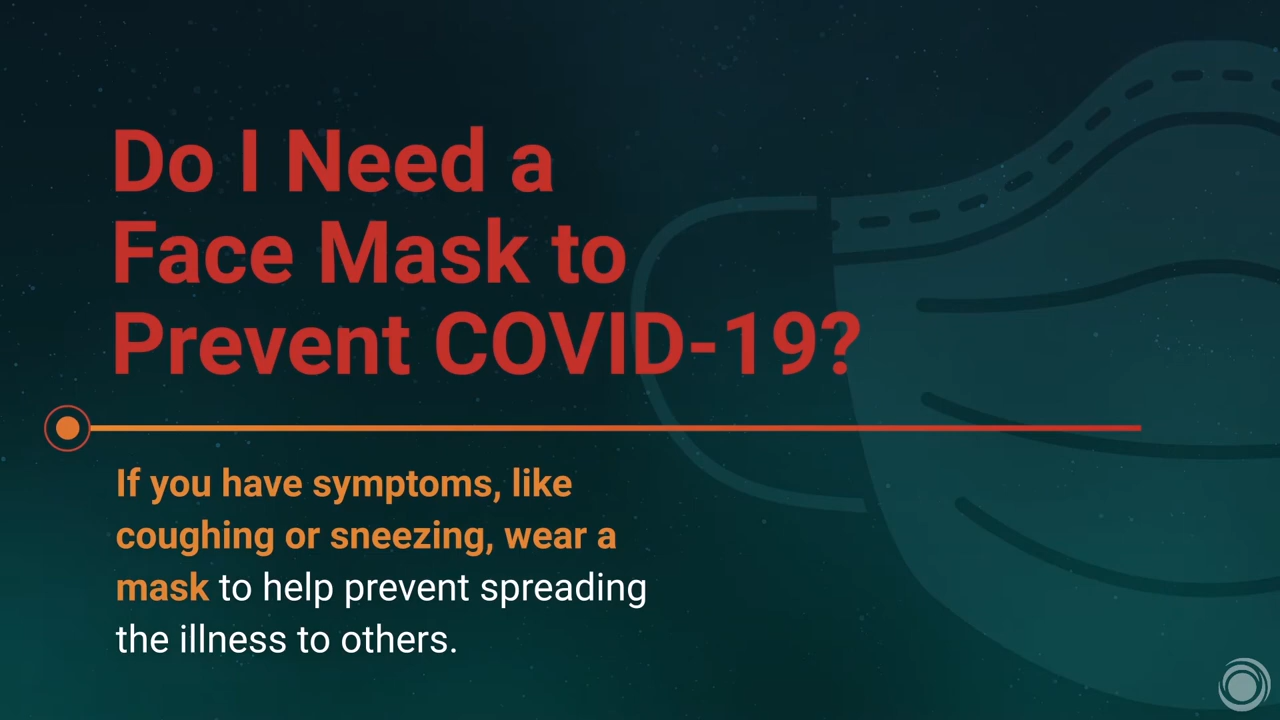 Do I Need a
Face Mask to
Prevent COVID-19?
If you have symptoms, like
coughing or sneezing, wear a
mask to help prevent spreading
the illness to others.